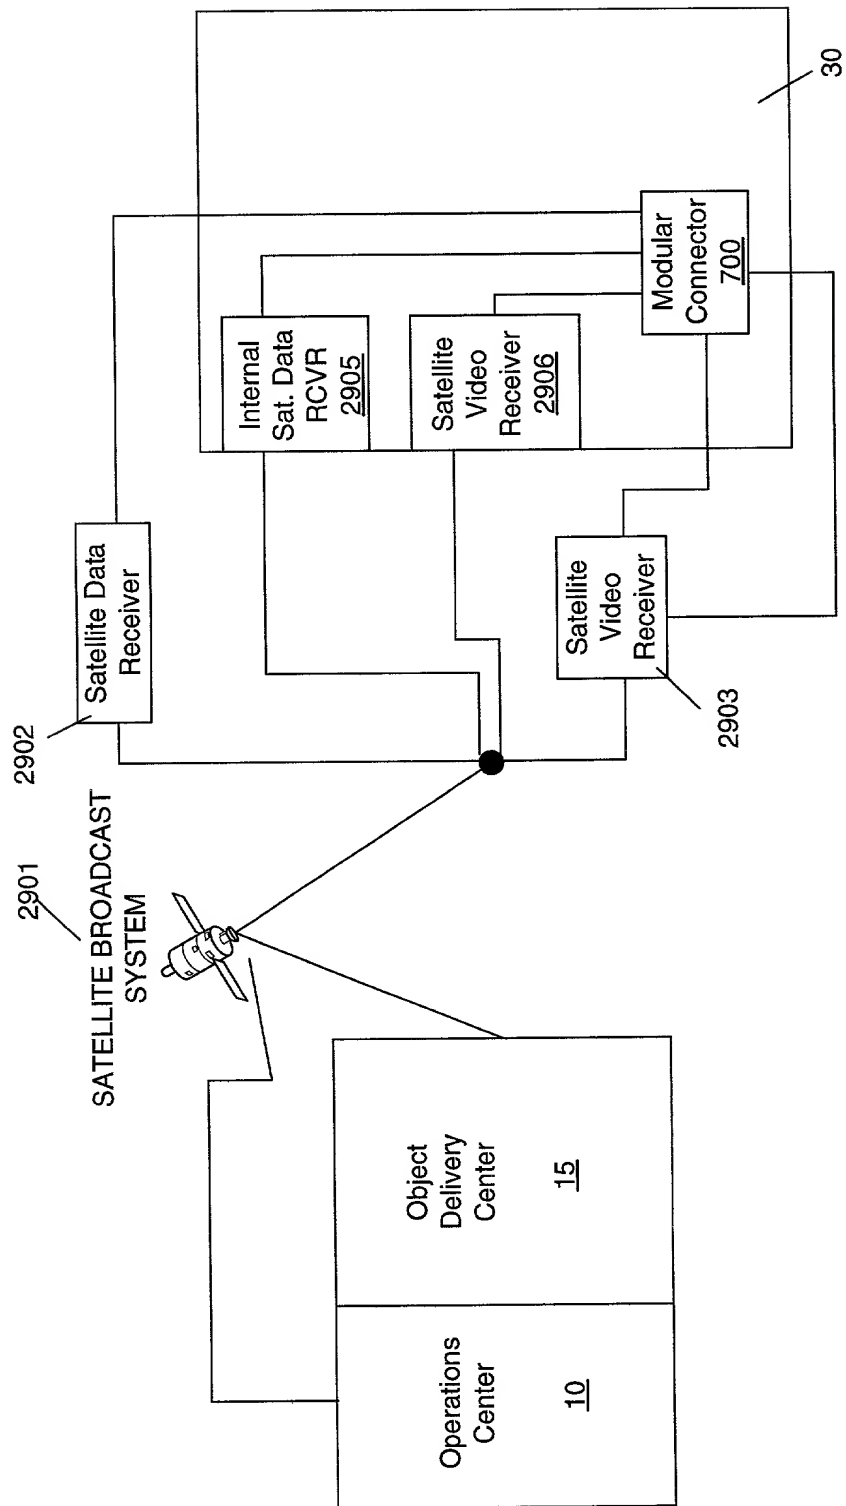 2901
SATELLITE BROADCAST
SYSTEM
Operations
Center
10
Object
Delivery
Center
15
2902
Satellite Data
Receiver
Internal
Sat. Data
RCVR
2905
Satellite
Video
Receiver
2906
Satellite
Video
Receiver
2903
Modular
Connector
700
30